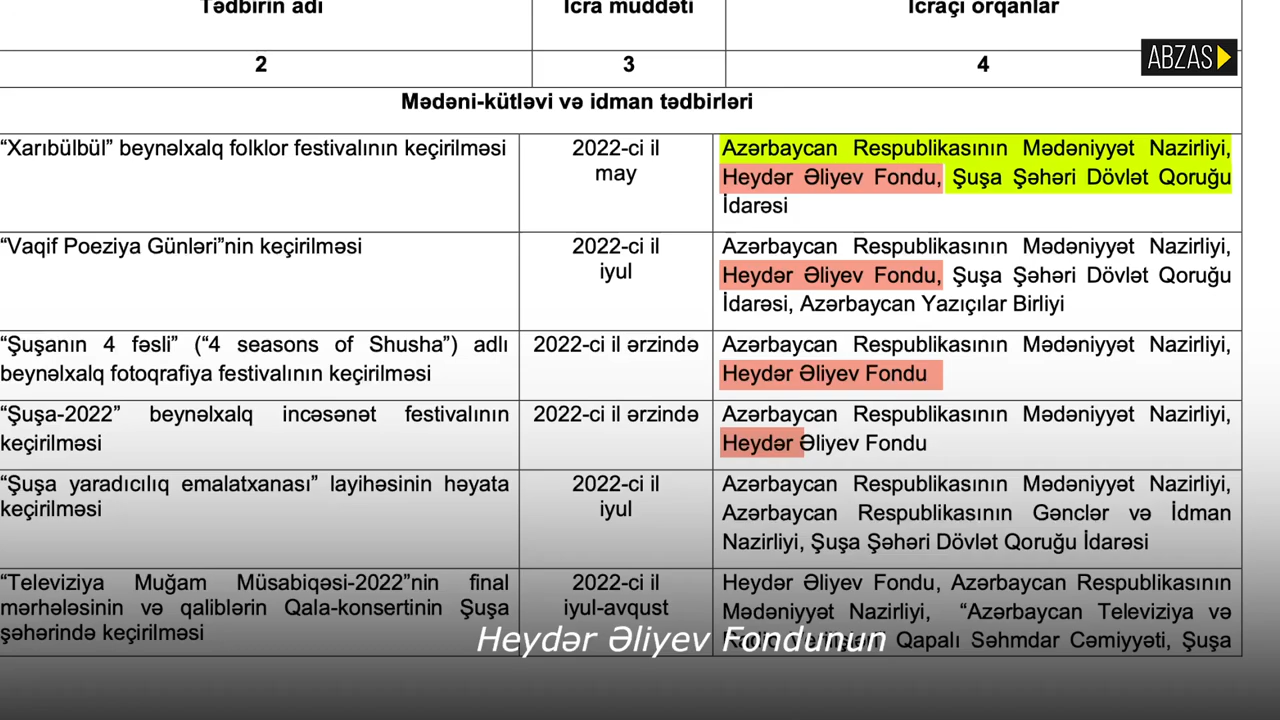 Tədbirin adı
İcra müddəti
İcraçı orqanlar
2
3
4
ABZAS
Mədəni-kütləvi və idman tədbirləri
“Xarıbülbül” beynəlxalq folklor festivalının keçirilməsi
2022-ci il
may
Azərbaycan Respublikasının Mədəniyyət Nazirliyi,
Heydər Əliyev Fondu, Şuşa Şəhəri Dövlət Qoruğu
İdarəsi
“Vaqif Poeziya Günləri”nin keçirilməsi
2022-ci il
iyul
Azərbaycan Respublikasının Mədəniyyət Nazirliyi,
Heydər Əliyev Fondu, Şuşa Şəhəri Dövlət Qoruğu
İdarəsi, Azərbaycan Yazıçılar Birliyi
“Şuşanın 4 fəsli” (“4 seasons of Shusha”) adlı
beynəlxalq fotoqrafiya festivalının keçirilməsi
2022-ci il ərzində
Azərbaycan Respublikasının Mədəniyyət Nazirliyi,
Heydər Əliyev Fondu
“Şuşa-2022” beynəlxalq incəsənət festivalının
keçirilməsi
2022-ci il ərzində
Azərbaycan Respublikasının Mədəniyyət Nazirliyi,
Heydər Əliyev Fondu
“Şuşa yaradıcılıq emalatxanası” layihəsinin həyata
keçirilməsi
2022-ci il
iyul
Azərbaycan Respublikasının Mədəniyyət Nazirliyi,
Azərbaycan Respublikasının Gənclər və İdman
Nazirliyi, Şuşa Şəhəri Dövlət Qoruğu İdarəsi
“Televiziya Muğam Müsabiqəsi-2022”nin final
mərhələsinin və qaliblərin Qala-konsertinin Şuşa
şəhərində keçirilməsi
2022-ci il
iyul-avqust
Heydər Əliyev Fondu, Azərbaycan Respublikasının
Mədəniyyət Nazirliyi, “Azərbaycan Televiziya və
Qapalı Səhmdar Cəmiyyəti, Şuşa
Heydər Əliyev Fondunun